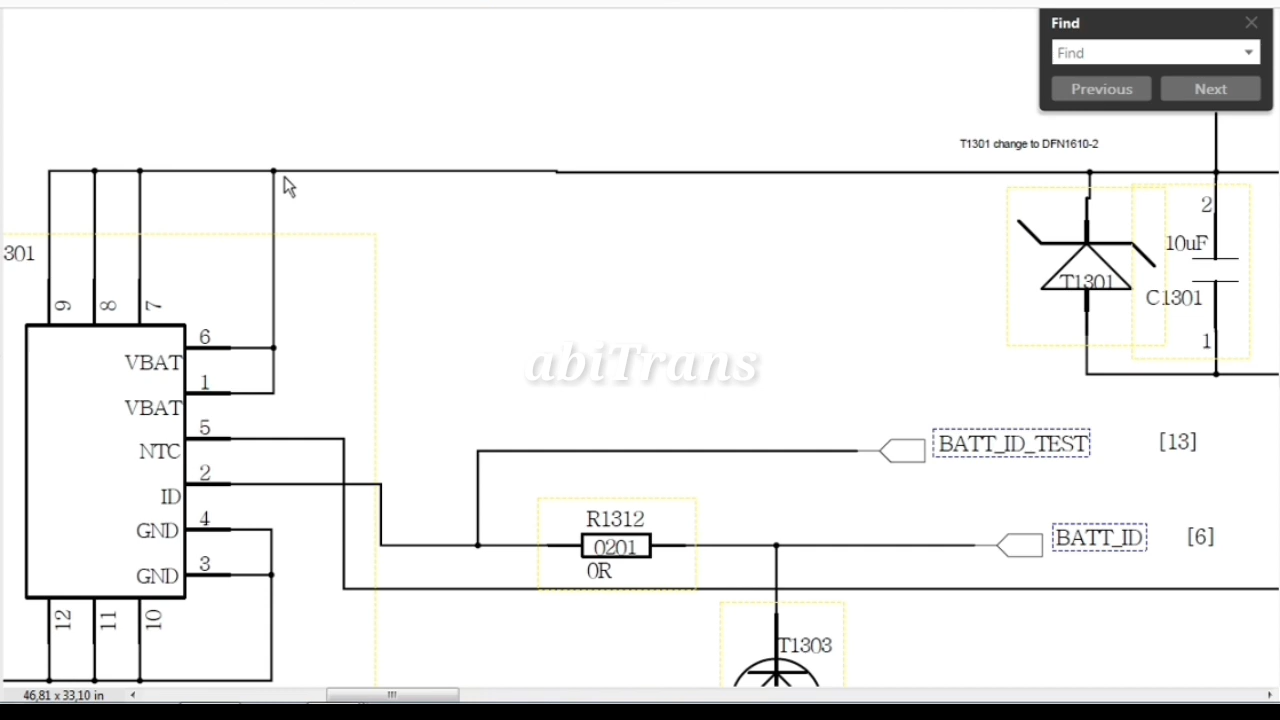 Find
Find
Previous
Next
T1301 change to DFN1610-2
301
9
8
7
2
10uF
T1301
C1301
1
6
VBAT
1
VBAT
5
NTC
2
ID
4
GND
3
GND
12
11
10
abiTrans
BATT_ID_TEST
[13]
R1312
0201
0R
BATT_ID
[6]
T1303
46,81 x 33,10 in